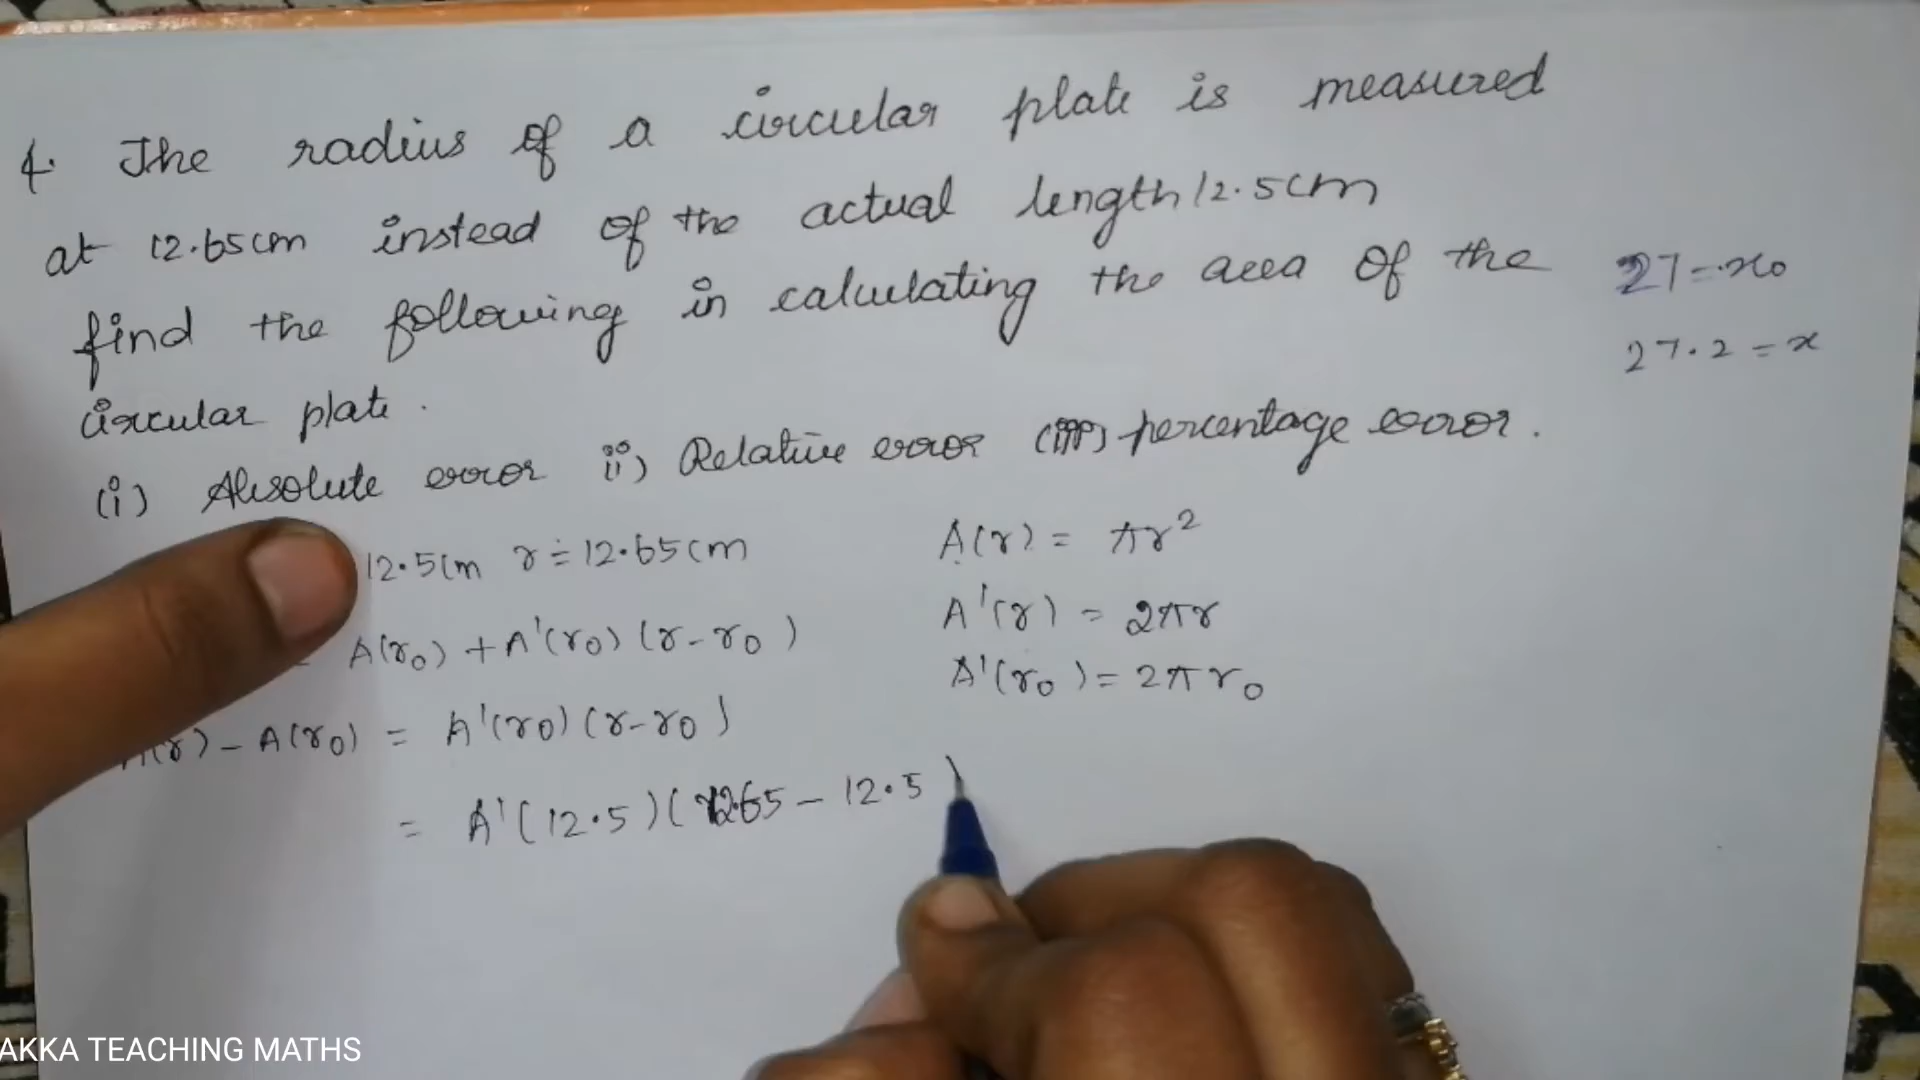 4. The radius of a circular plate is measured
at 12.65cm instead of the actual length 12.5cm
find the following in calculating the area of the
circular plate.
27 = x₀
27.2 = x
(i) Absolute error ii) Relative error (iii) percentage error.
12.5cm r = 12.65cm
A(r₀) + A'(r₀) (r - r₀)
A(r) - A(r₀) = A'(r₀) (r - r₀)
= A'(12.5) (12.65 - 12.5)
A(r) = πr²
A'(r) = 2πr
A'(r₀) = 2πr₀
AKKA TEACHING MATHS